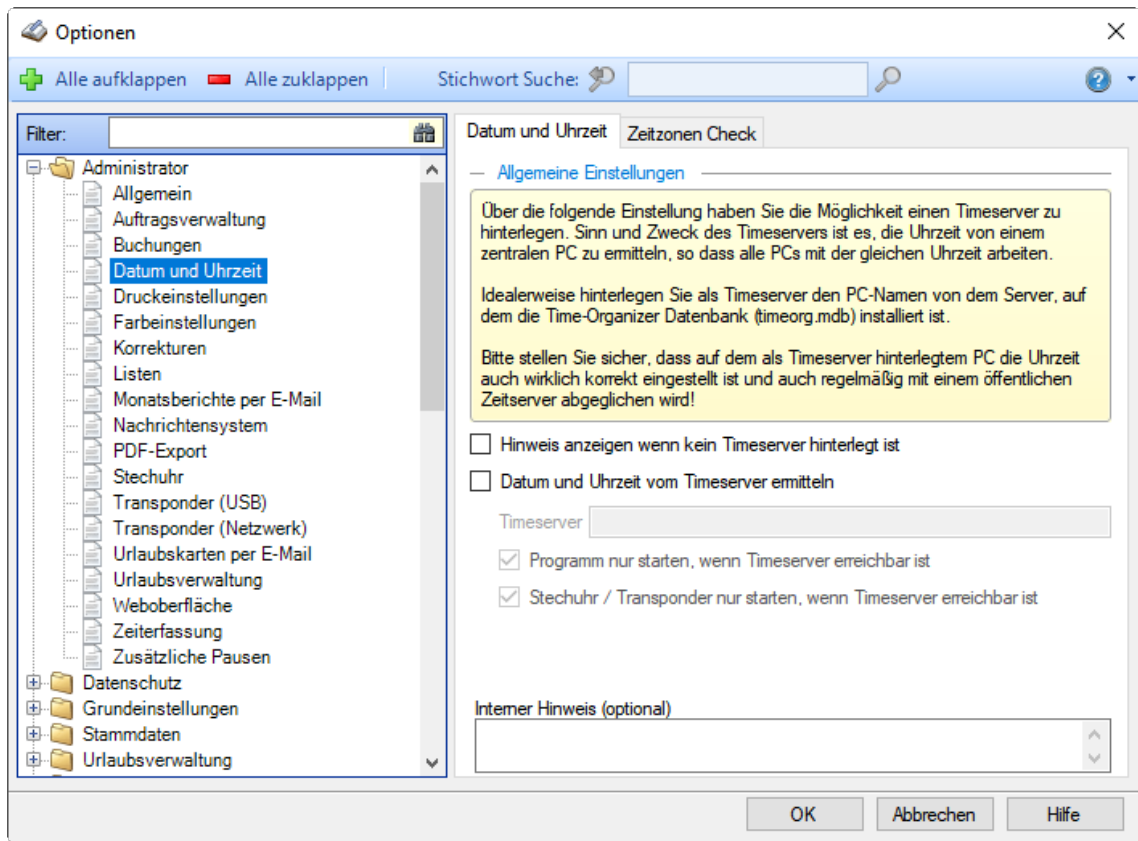 Optionen
Alle aufklappen Alle zuklappen Stichwort Suche:
Filter:
Administrator
Allgemein
Auftragsverwaltung
Buchungen
Datum und Uhrzeit
Druckeinstellungen
Farbeinstellungen
Korrekturen
Listen
Monatsberichte per E-Mail
Nachrichtensystem
PDF-Export
Stechuhr
Transponder (USB)
Transponder (Netzwerk)
Urlaubskarten per E-Mail
Urlaubsverwaltung
Weboberfläche
Zeiterfassung
Zusätzliche Pausen
Datenschutz
Grundeinstellungen
Stammdaten
Urlaubsverwaltung
Datum und Uhrzeit Zeitzonen Check
Allgemeine Einstellungen
Über die folgende Einstellung haben Sie die Möglichkeit einen Timeserver zu
hinterlegen. Sinn und Zweck des Timeservers ist es, die Uhrzeit von einem
zentralen PC zu ermitteln, so dass alle PCs mit der gleichen Uhrzeit arbeiten.
Idealerweise hinterlegen Sie als Timeserver den PC-Namen von dem Server, auf
dem die Time-Organizer Datenbank (timeorg.mdb) installiert ist.
Bitte stellen Sie sicher, dass auf dem als Timeserver hinterlegtem PC die Uhrzeit
auch wirklich korrekt eingestellt ist und auch regelmäßig mit einem öffentlichen
Zeitserver abgeglichen wird!
Hinweis anzeigen wenn kein Timeserver hinterlegt ist
Datum und Uhrzeit vom Timeserver ermitteln
Timeserver
Programm nur starten, wenn Timeserver erreichbar ist
Stechuhr / Transponder nur starten, wenn Timeserver erreichbar ist
Interner Hinweis (optional)
OK Abbrechen Hilfe